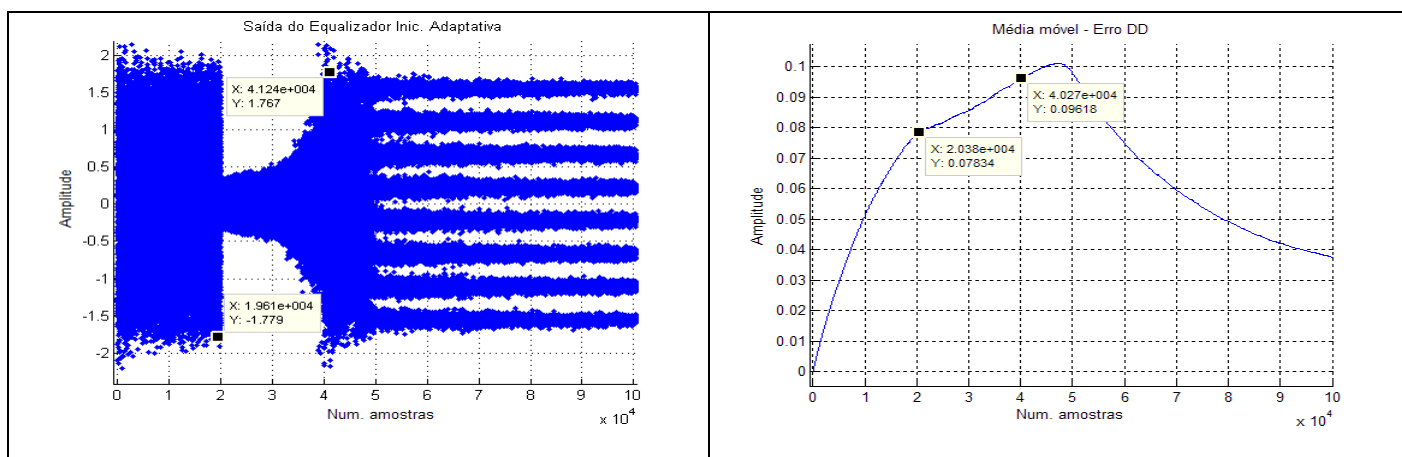 Saída do Equalizador Inic. Adaptativa
2
1.5
1
0.5
0
-0.5
-1
-1.5
-2
Amplitude
X: 4.124e+004
Y: 1.767
X: 1.961e+004
Y: -1.779
0 1 2 3 4 5 6 7 8 9 10
Num. amostras
x 10^4
Média móvel - Erro DD
0.1
0.09
0.08
0.07
0.06
0.05
0.04
0.03
0.02
0.01
0
Amplitude
X: 4.027e+004
Y: 0.09618
X: 2.038e+004
Y: 0.07834
0 1 2 3 4 5 6 7 8 9 10
Num. amostras
x 10^4